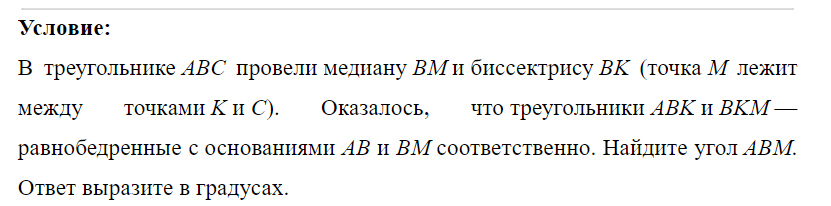 Условие:
В треугольнике ABC провели медиану BM и биссектрису BK (точка M лежит
между точками K и C). Оказалось, что треугольники ABK и BKM —
равнобедренные с основаниями AB и BM соответственно. Найдите угол ABM.
Ответ выразите в градусах.